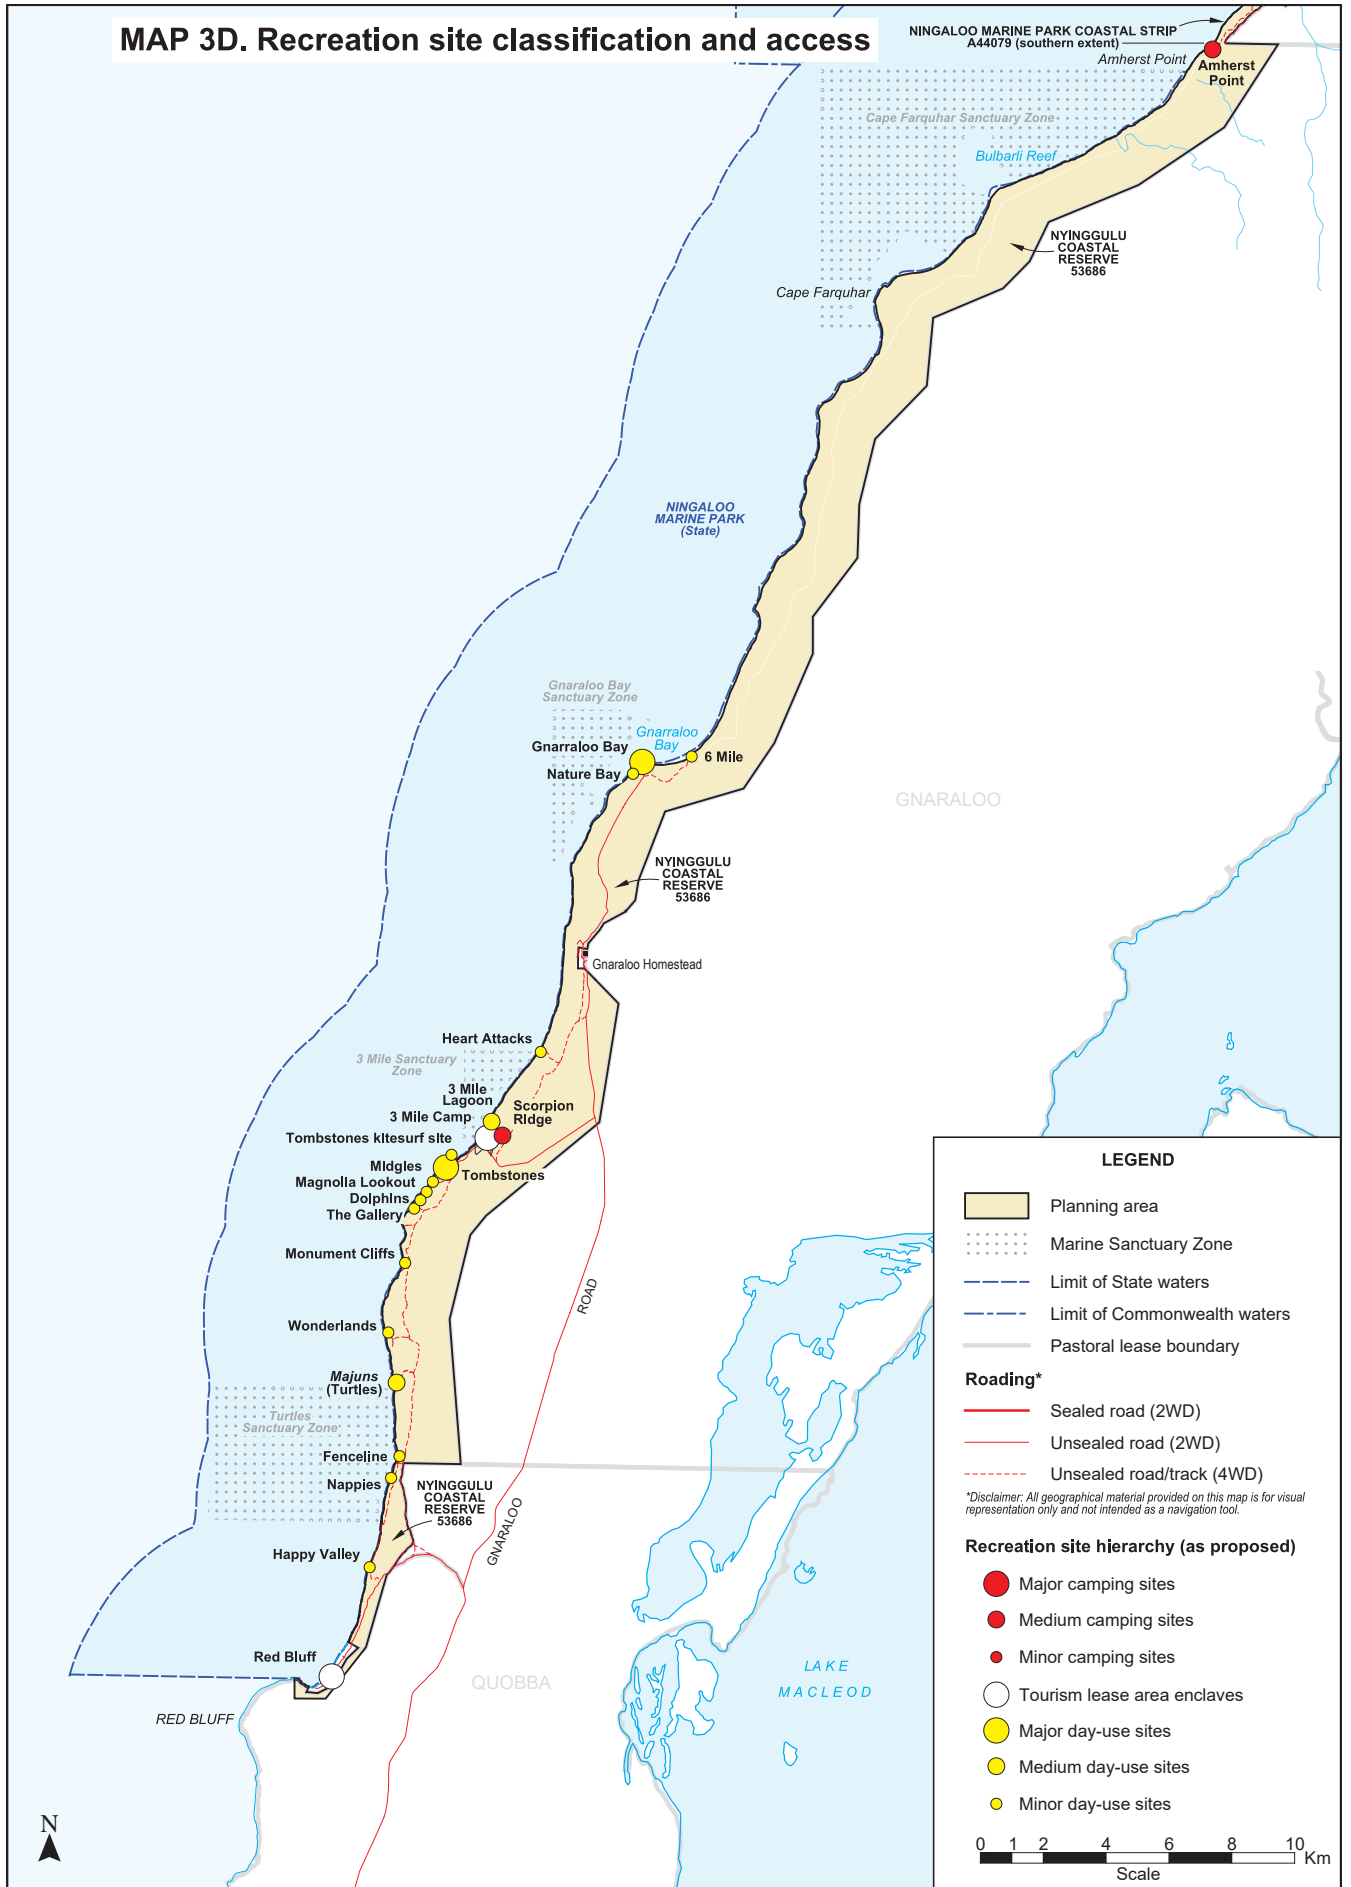 MAP 3D. Recreation site classification and access
NINGALOO MARINE PARK COASTAL STRIP
A44079 (southern extent)
Amherst Point
Amherst
Point
Cape Farquhar Sanctuary Zone
Bulbarli Reef
NYINGGULU
COASTAL
RESERVE
53686
Cape Farquhar
NINGALOO
MARINE PARK
(State)
Gnaraloo Bay
Sanctuary Zone
Gnarraloo Bay
Gnarraloo
Bay
6 Mile
Nature Bay
GNARALOO
NYINGGULU
COASTAL
RESERVE
53686
Gnaraloo Homestead
Heart Attacks
3 Mile Sanctuary
Zone
3 MIle
Lagoon
3 Mile Camp
Scorpion
RIdge
Tombstones kItesurf sIte
MIdgIes
Tombstones
MagnolIa Lookout
DolphIns
The Gallery
Monument Cliffs
ROAD
Wonderlands
Majuns
(Turtles)
Turtles
Sanctuary Zone
Fenceline
Nappies
NYINGGULU
COASTAL
RESERVE
53686
GNARALOO
Happy Valley
Red Bluff
QUOBBA
RED BLUFF
LAKE
MACLEOD
N
LEGEND
Planning area
Marine Sanctuary Zone
Limit of State waters
Limit of Commonwealth waters
Pastoral lease boundary
Roading*
Sealed road (2WD)
Unsealed road (2WD)
Unsealed road/track (4WD)
*Disclaimer: All geographical material provided on this map is for visual
representation only and not intended as a navigation tool.
Recreation site hierarchy (as proposed)
Major camping sites
Medium camping sites
Minor camping sites
Tourism lease area enclaves
Major day-use sites
Medium day-use sites
Minor day-use sites
0 1 2 4 6 8 10
Km
Scale